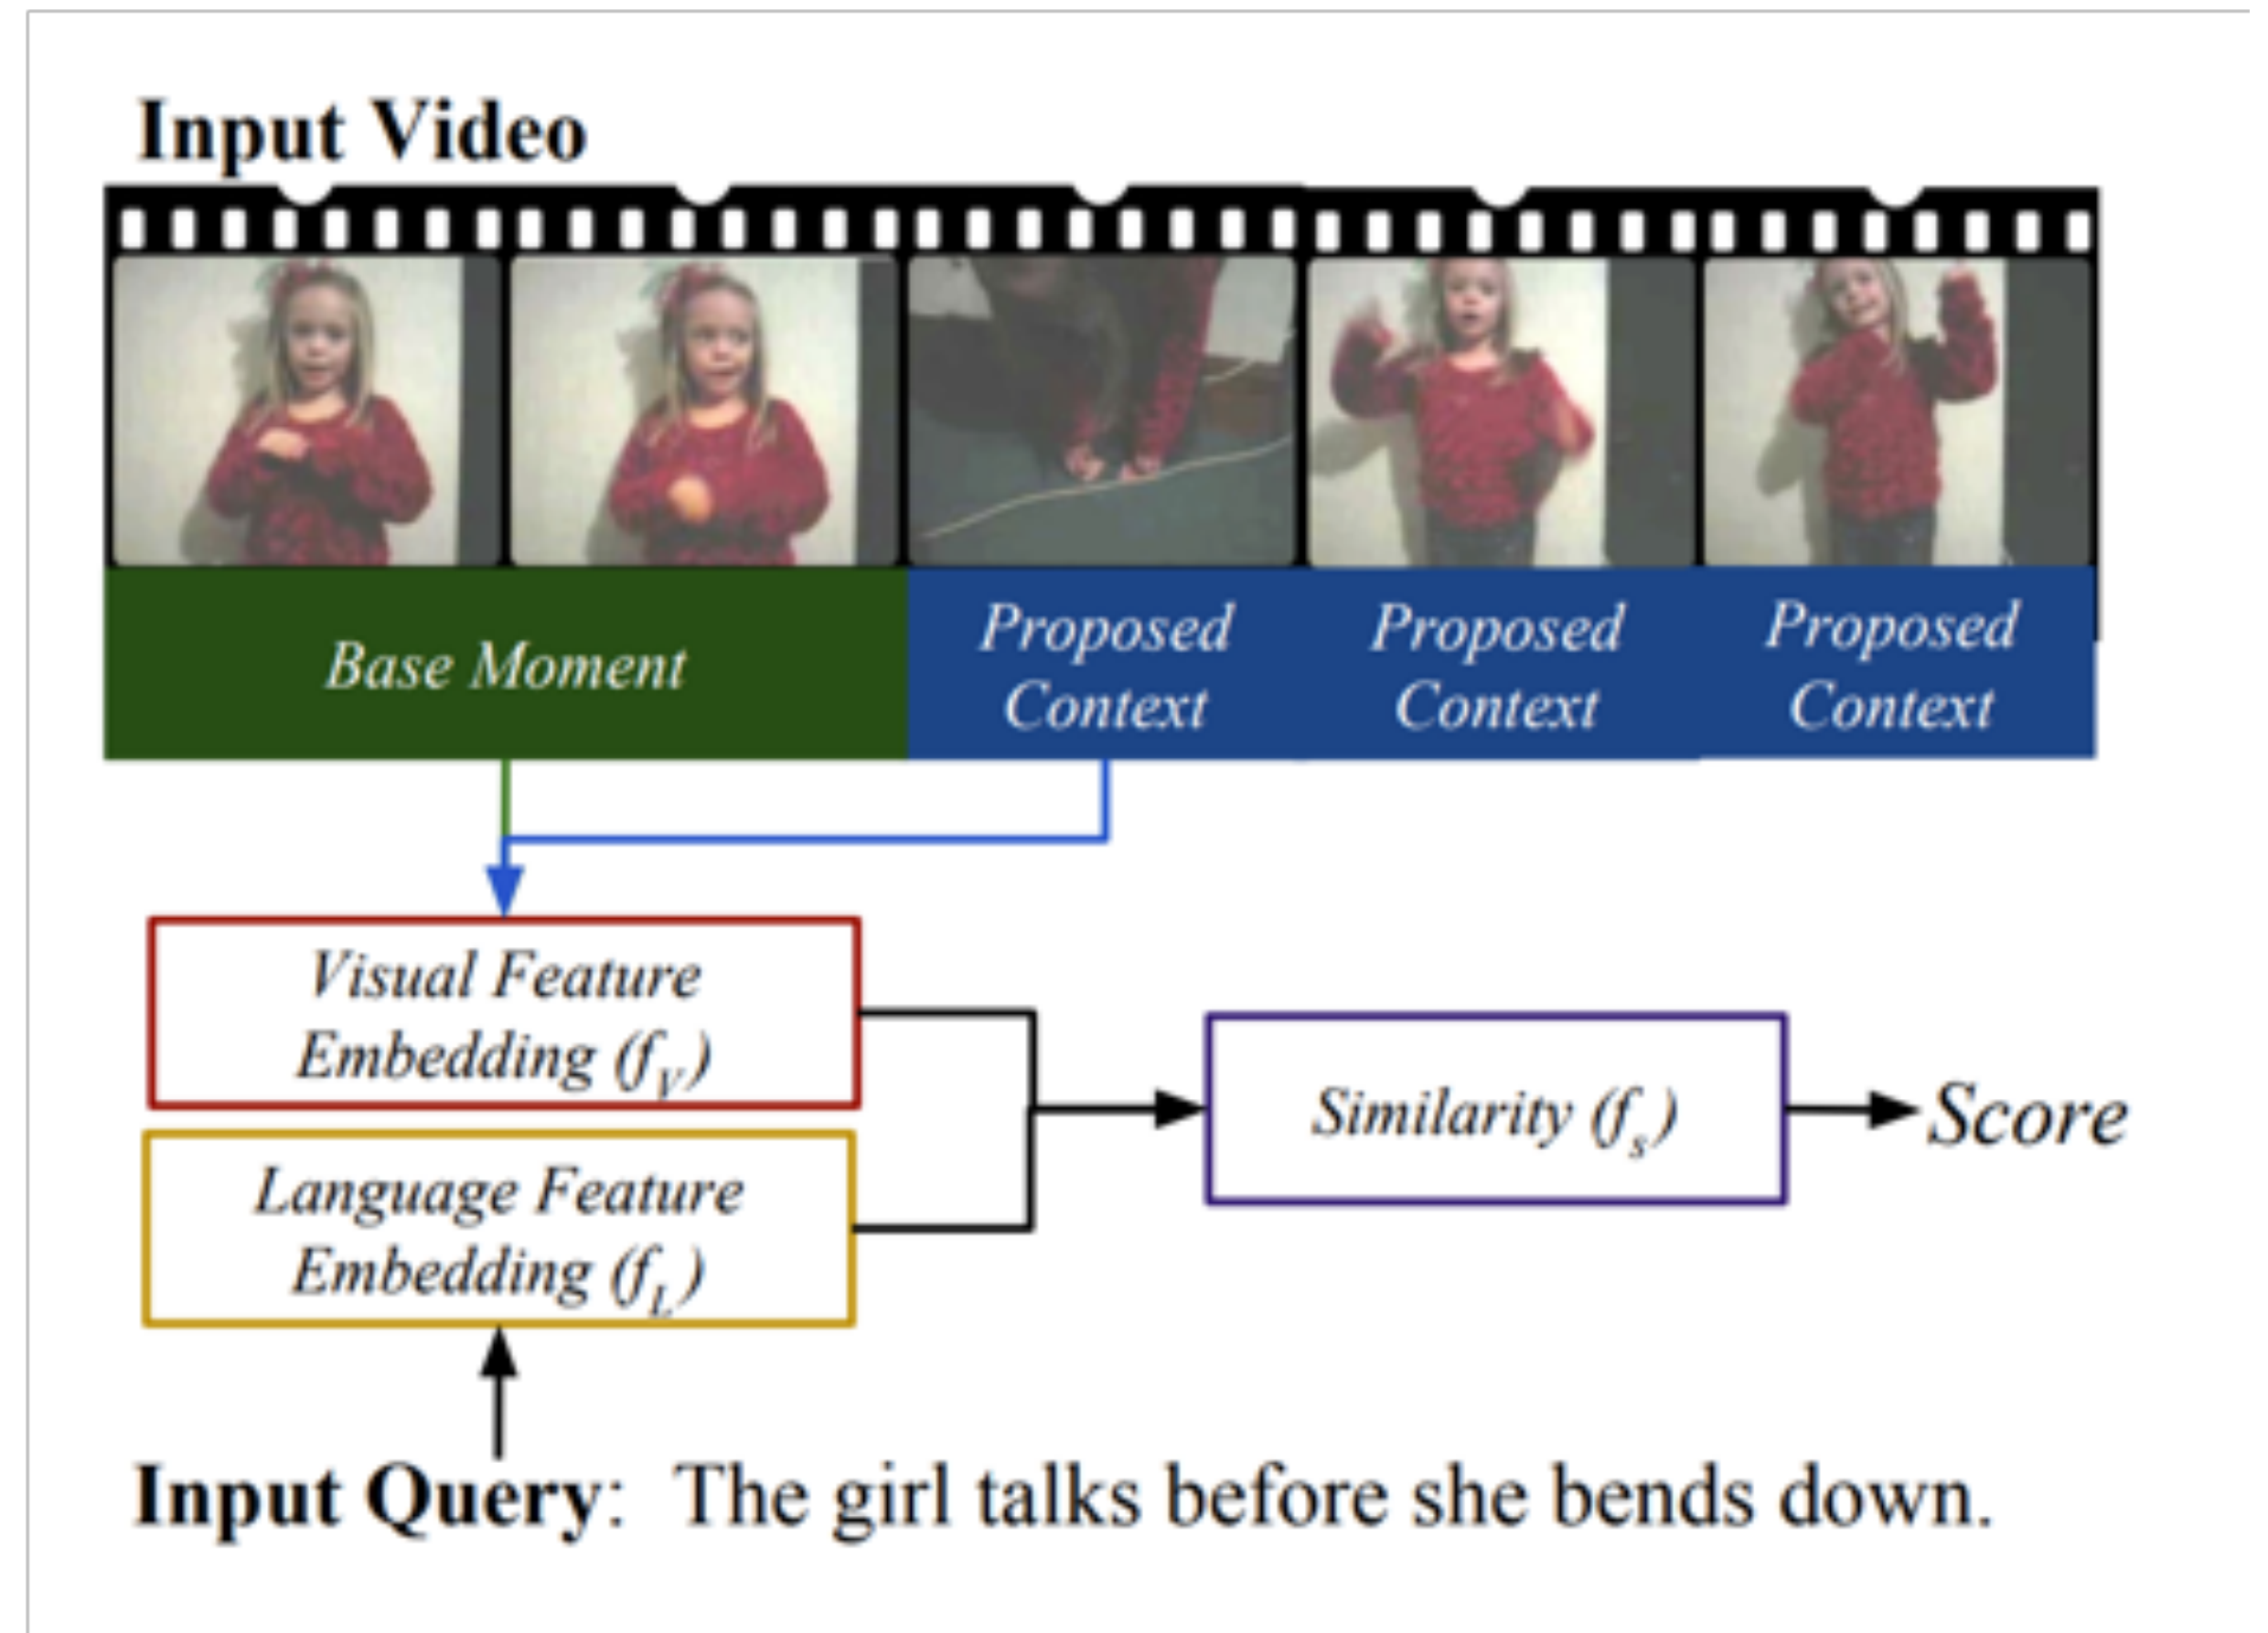 Input Video
Base Moment
Proposed
Context
Proposed
Context
Proposed
Context
Visual Feature
Embedding (f_V)
Language Feature
Embedding (f_L)
Similarity (f_s)
Score
Input Query: The girl talks before she bends down.